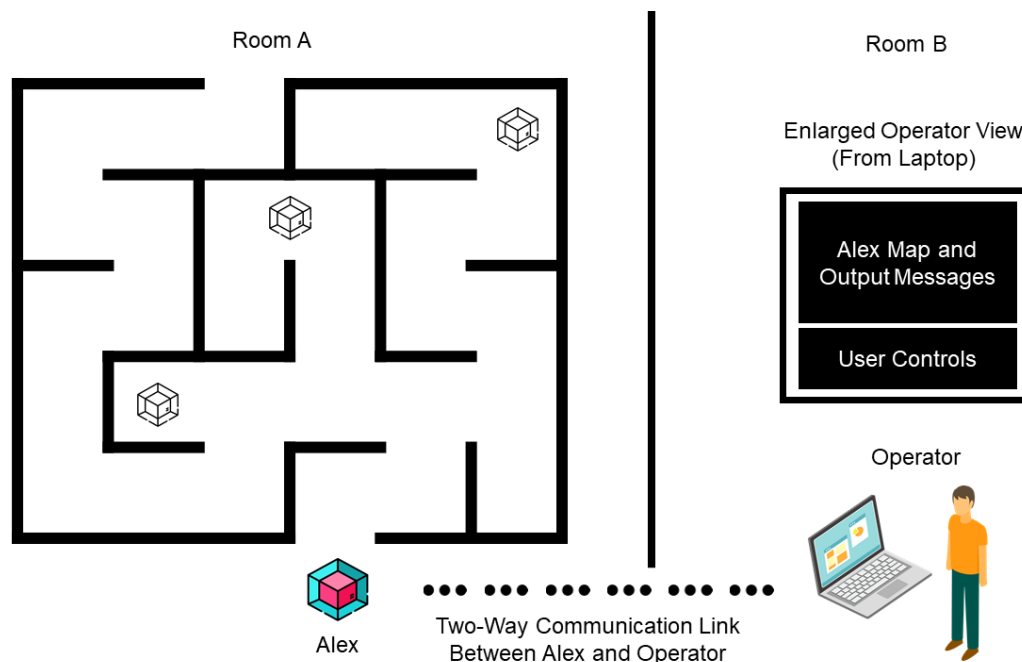 Room A
Room B
Enlarged Operator View
(From Laptop)
Alex Map and
Output Messages
User Controls
Operator
Alex
Two-Way Communication Link
Between Alex and Operator